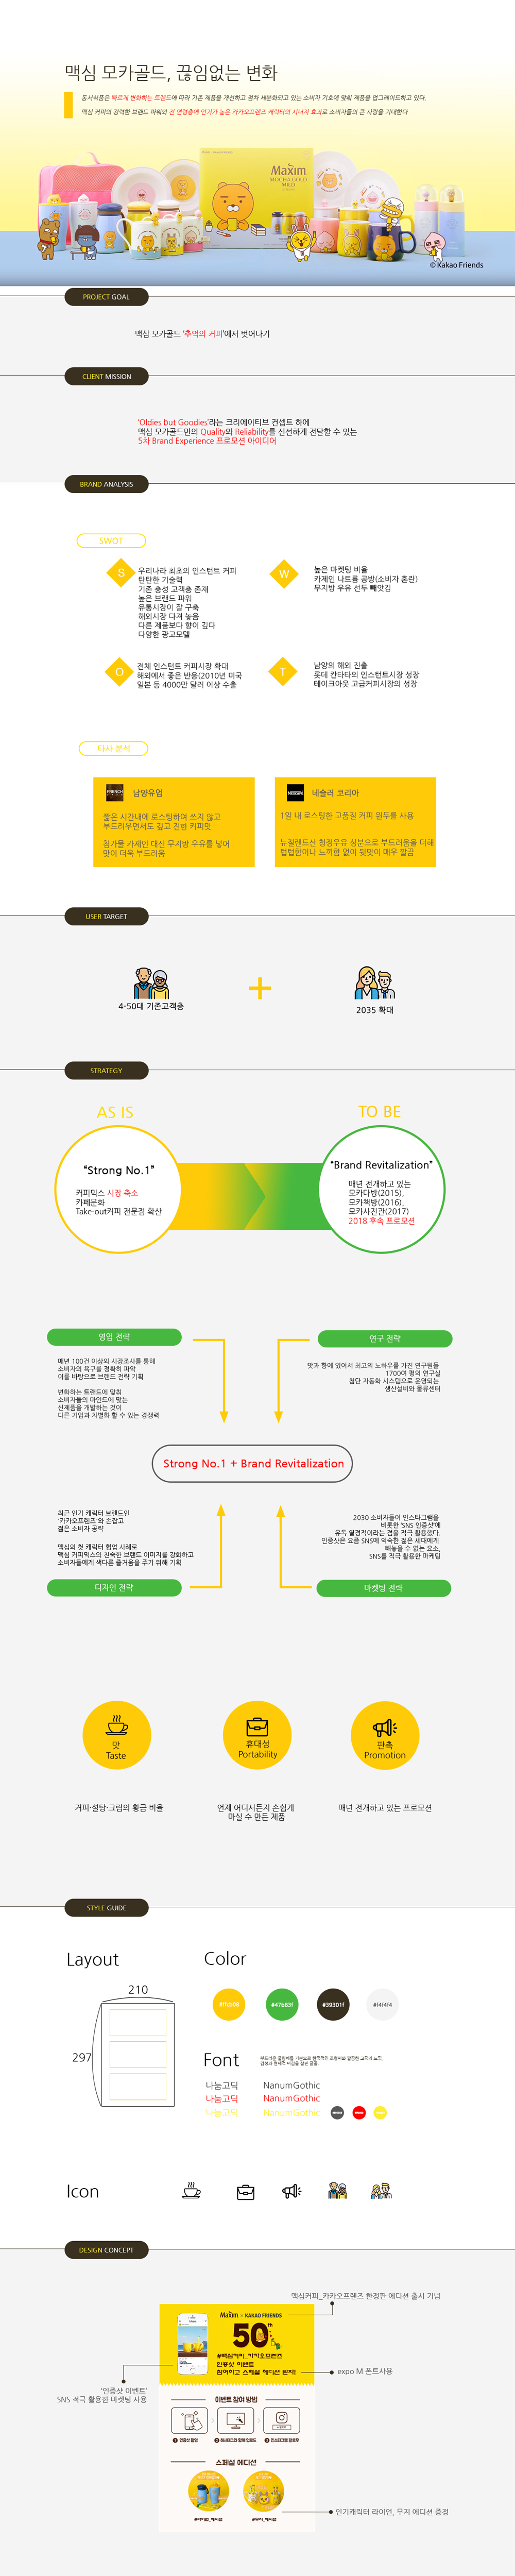 맥심 모카골드, 끊임없는 변화
동서식품은 빠르게 변화하는 트렌드에 따라 기존 제품을 개선하고 점차 세분화되고 있는 소비자 기호에 맞춰 제품을 업그레이드하고 있다.
맥심 커피의 강력한 브랜드 파워와 전 연령층에 인기가 높은 카카오프렌즈 캐릭터의 시너지 효과로 소비자들의 큰 사랑을 기대한다
Maxim
MOCHA GOLD
MILD
© Kakao Friends
PROJECT GOAL
맥심 모카골드 '추억의 커피'에서 벗어나기
CLIENT MISSION
'Oldies but Goodies'라는 크리에이티브 컨셉트 하에
맥심 모카골드만의 Quality와 Reliability를 신선하게 전달할 수 있는
5차 Brand Experience 프로모션 아이디어
BRAND ANALYSIS
SWOT
S
우리나라 최초의 인스턴트 커피
탄탄한 기술력
기존 충성 고객층 존재
높은 브랜드 파워
유통시장이 잘 구축
해외시장 다져 놓음
다른 제품보다 향이 깊다
다양한 광고모델
W
높은 마케팅 비율
카제인 나트륨 공방(소비자 혼란)
무지방 우유 선두 빼앗김
O
전체 인스턴트 커피시장 확대
해외에서 좋은 반응(2010년 미국
일본 등 4000만 달러 이상 수출
T
남양의 해외 진출
롯데 칸타타의 인스턴트시장 성장
테이크아웃 고급커피시장의 성장
타사 분석
FRENCH
남양유업
짧은 시간내에 로스팅하여 쓰지 않고
부드러우면서도 깊고 진한 커피맛
첨가물 카제인 대신 무지방 우유를 넣어
맛이 더욱 부드러움
NESCAFE
네슬러 코리아
1일 내 로스팅한 고품질 커피 원두를 사용
뉴질랜드산 청정우유 성분으로 부드러움을 더해
텁텁함이나 느끼함 없이 뒷맛이 매우 깔끔
USER TARGET
4-50대 기존고객층
2035 확대
STRATEGY
AS IS
TO BE
“Strong No.1”
커피믹스 시장 축소
카페문화
Take-out커피 전문점 확산
“Brand Revitalization”
매년 전개하고 있는
모카다방(2015),
모카책방(2016),
모카사진관(2017)
2018 후속 프로모션
영업 전략
매년 100건 이상의 시장조사를 통해
소비자의 욕구를 정확히 파악
이를 바탕으로 브랜드 전략 기획
변화하는 트랜드에 맞춰
소비자들의 마인드에 맞는
신제품을 개발하는 것이
다른 기업과 차별화 할 수 있는 경쟁력
연구 전략
맛과 향에 있어서 최고의 노하우를 가진 연구원들
1700여 평의 연구실
첨단 자동화 시스템으로 운영되는
생산설비와 물류센터
Strong No.1 + Brand Revitalization
최근 인기 캐릭터 브랜드인
'카카오프렌즈'와 손잡고
젊은 소비자 공략
맥심의 첫 캐릭터 협업 사례로
맥심 커피믹스의 친숙한 브랜드 이미지를 강화하고
소비자들에게 색다른 즐거움을 주기 위해 기획
디자인 전략
2030 소비자들이 인스타그램을
비롯한 'SNS 인증샷'에
유독 열정적이라는 점을 적극 활용했다.
인증샷은 요즘 SNS에 익숙한 젊은 세대에게
빼놓을 수 없는 요소,
SNS를 적극 활용한 마케팅
마켓팅 전략
맛
Taste
휴대성
Portability
판촉
Promotion
커피·설탕·크림의 황금 비율
언제 어디서든지 손쉽게
마실 수 만든 제품
매년 전개하고 있는 프로모션
STYLE GUIDE
Layout
Color
210
297
#ffcb08
#47b83f
#39301f
#f4f4f4
Font
나눔고딕 NanumGothic
나눔고딕 NanumGothic
나눔고딕 NanumGothic
Icon
DESIGN CONCEPT
맥심커피_카카오프렌즈 한정판 에디션 출시 기념
Maxim x KAKAO FRIENDS
50
#맥심커피_카카오프렌즈
인증샷 이벤트
참여하고 스페셜 에디션 받자!!
expo M 폰트사용
'인증샷 이벤트'
SNS 적극 활용한 마켓팅 사용
이벤트 참여 방법
스페셜 에디션
인기캐릭터 라이언, 무지 에디션 증정